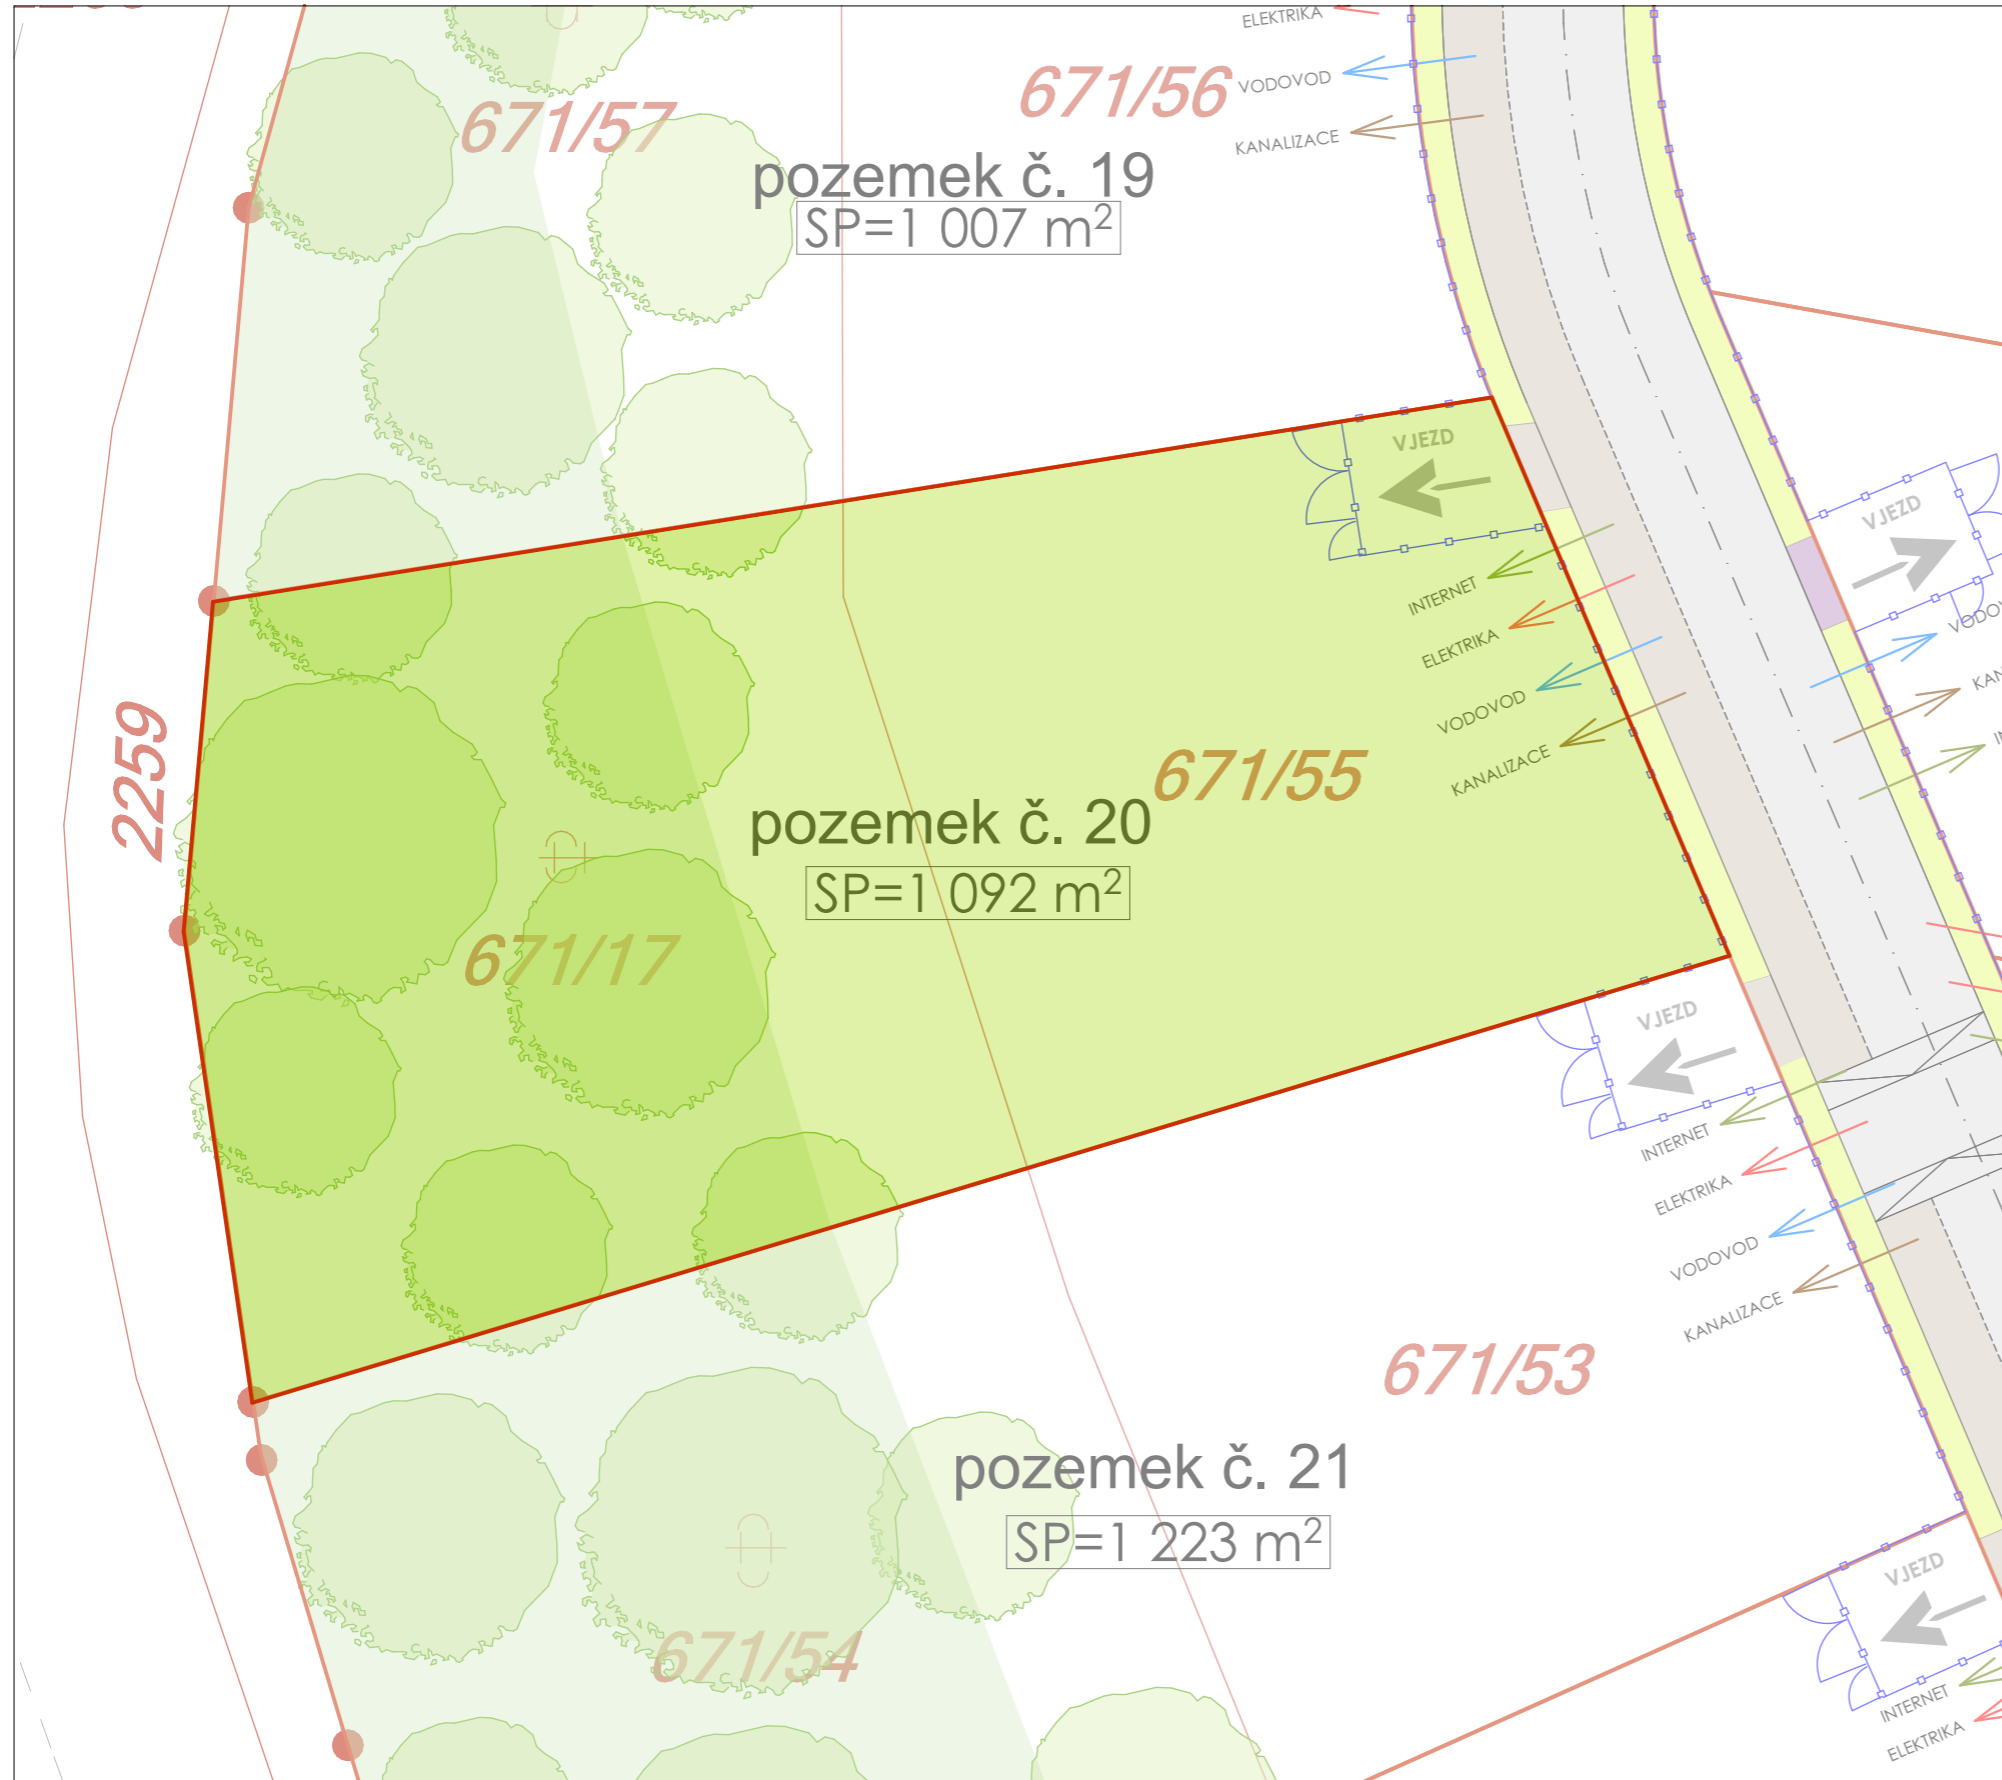 ELEKTRIKA
671/56
VODOVOD
671/57
KANALIZACE
pozemek č. 19
SP=1 007 m²
VJEZD
VJEZD
INTERNET
ELEKTRIKA
VODOVOD
KANALIZACE
2259
671/55
pozemek č. 20
SP=1 092 m²
671/17
VJEZD
INTERNET
ELEKTRIKA
VODOVOD
KANALIZACE
671/53
pozemek č. 21
SP=1 223 m²
VJEZD
671/54
INTERNET
ELEKTRIKA